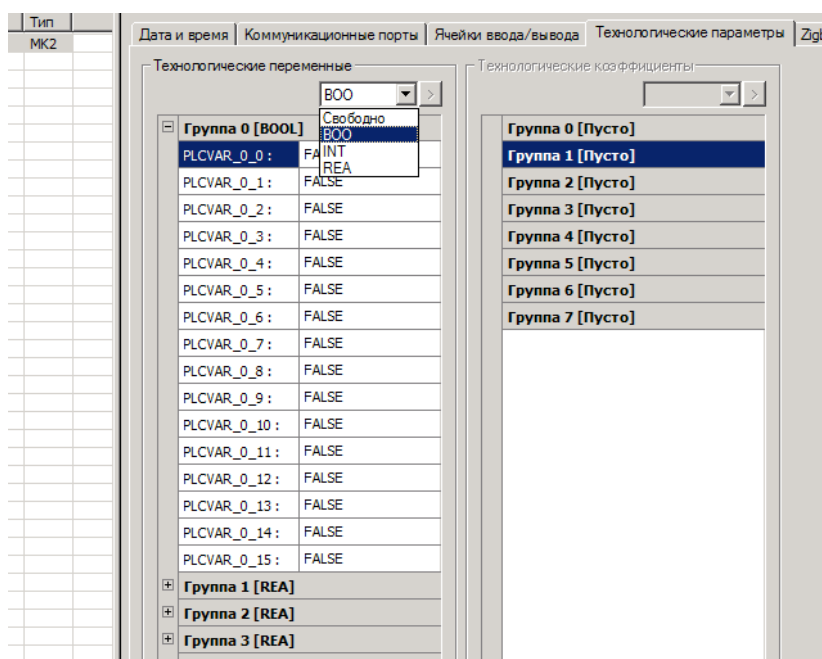 Тип
МК2
Дата и время
Коммуникационные порты
Ячейки ввода/вывода
Технологические параметры
Технологические переменные
BOO
>
Свободно
BOO
INT
REA
Группа 0 [BOOL]
PLCVAR_0_0 :
PLCVAR_0_1 : FALSE
PLCVAR_0_2 : FALSE
PLCVAR_0_3 : FALSE
PLCVAR_0_4 : FALSE
PLCVAR_0_5 : FALSE
PLCVAR_0_6 : FALSE
PLCVAR_0_7 : FALSE
PLCVAR_0_8 : FALSE
PLCVAR_0_9 : FALSE
PLCVAR_0_10 : FALSE
PLCVAR_0_11 : FALSE
PLCVAR_0_12 : FALSE
PLCVAR_0_13 : FALSE
PLCVAR_0_14 : FALSE
PLCVAR_0_15 : FALSE
Группа 1 [REA]
Группа 2 [REA]
Группа 3 [REA]
Технологические коэффициенты
>
Группа 0 [Пусто]
Группа 1 [Пусто]
Группа 2 [Пусто]
Группа 3 [Пусто]
Группа 4 [Пусто]
Группа 5 [Пусто]
Группа 6 [Пусто]
Группа 7 [Пусто]